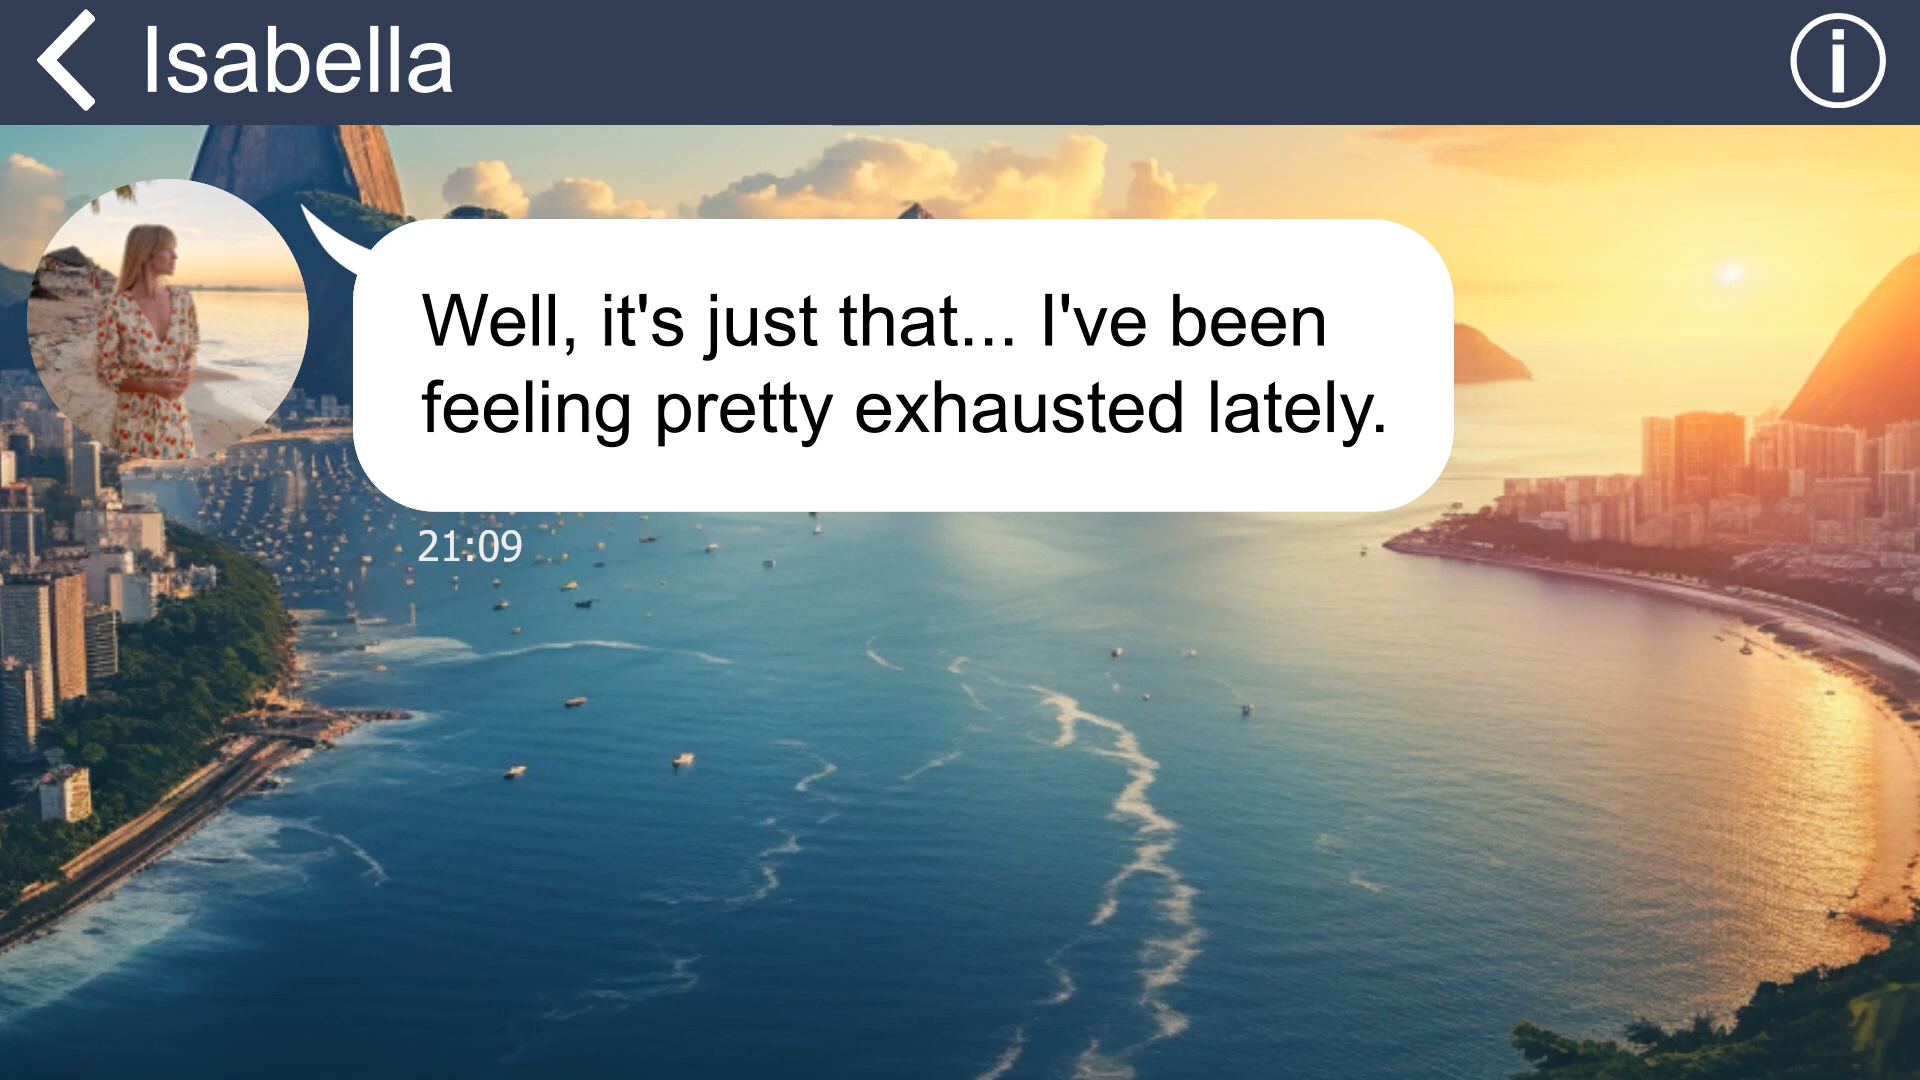 Isabella
Well, it's just that... I've been
feeling pretty exhausted lately.
21:09